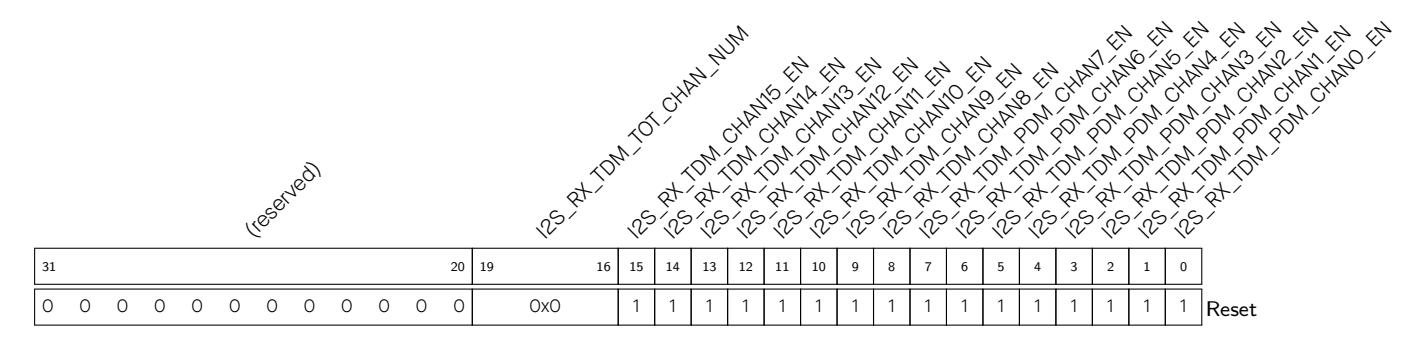 (reserved)
I2S_RX_TDM_TOT_CHAN_NUM
I2S_RX_TDM_CHAN15_EN
I2S_RX_TDM_CHAN14_EN
I2S_RX_TDM_CHAN13_EN
I2S_RX_TDM_CHAN12_EN
I2S_RX_TDM_CHAN11_EN
I2S_RX_TDM_CHAN10_EN
I2S_RX_TDM_CHAN9_EN
I2S_RX_TDM_CHAN8_EN
I2S_RX_TDM_PDM_CHAN7_EN
I2S_RX_TDM_PDM_CHAN6_EN
I2S_RX_TDM_PDM_CHAN5_EN
I2S_RX_TDM_PDM_CHAN4_EN
I2S_RX_TDM_PDM_CHAN3_EN
I2S_RX_TDM_PDM_CHAN2_EN
I2S_RX_TDM_PDM_CHAN1_EN
I2S_RX_TDM_PDM_CHAN0_EN
31 20 19 16 15 14 13 12 11 10 9 8 7 6 5 4 3 2 1 0
0 0 0 0 0 0 0 0 0 0 0 0 0x0 1 1 1 1 1 1 1 1 1 1 1 1 1 1 1 1 Reset